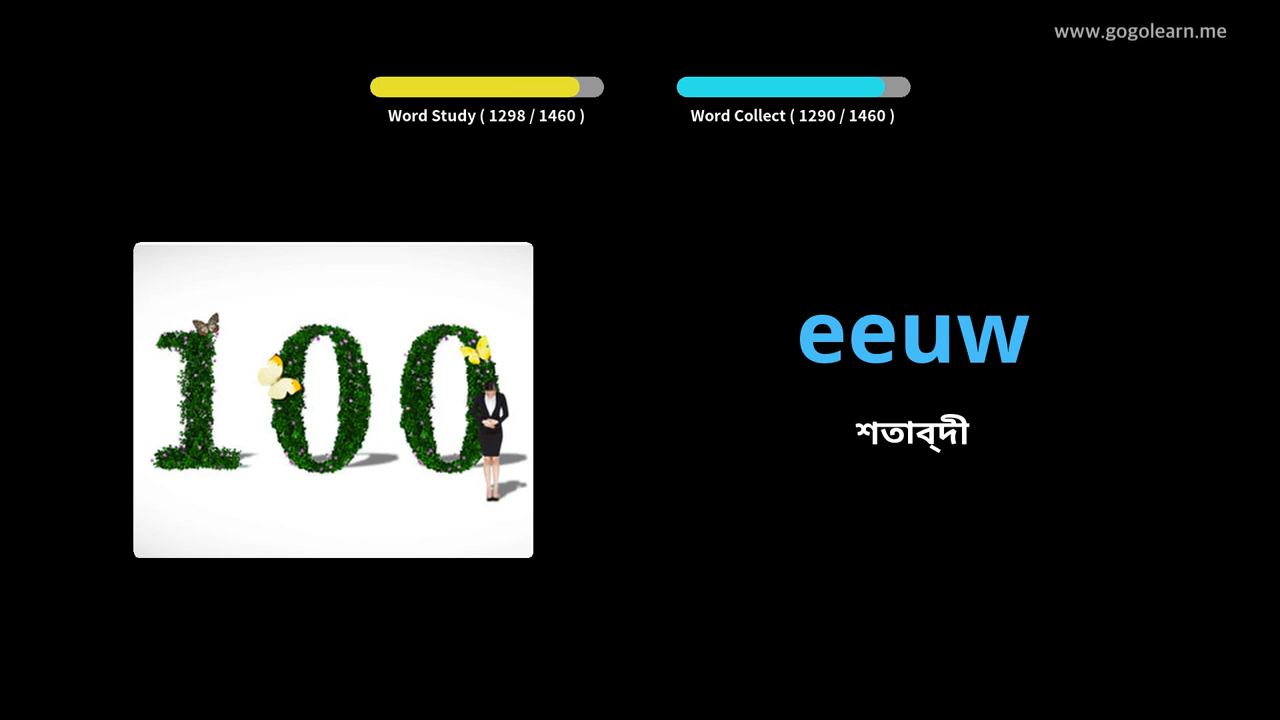 www.gogolearn.me
Word Study ( 1298 / 1460 )
Word Collect ( 1290 / 1460 )
100
eeuw
শতাব্দী